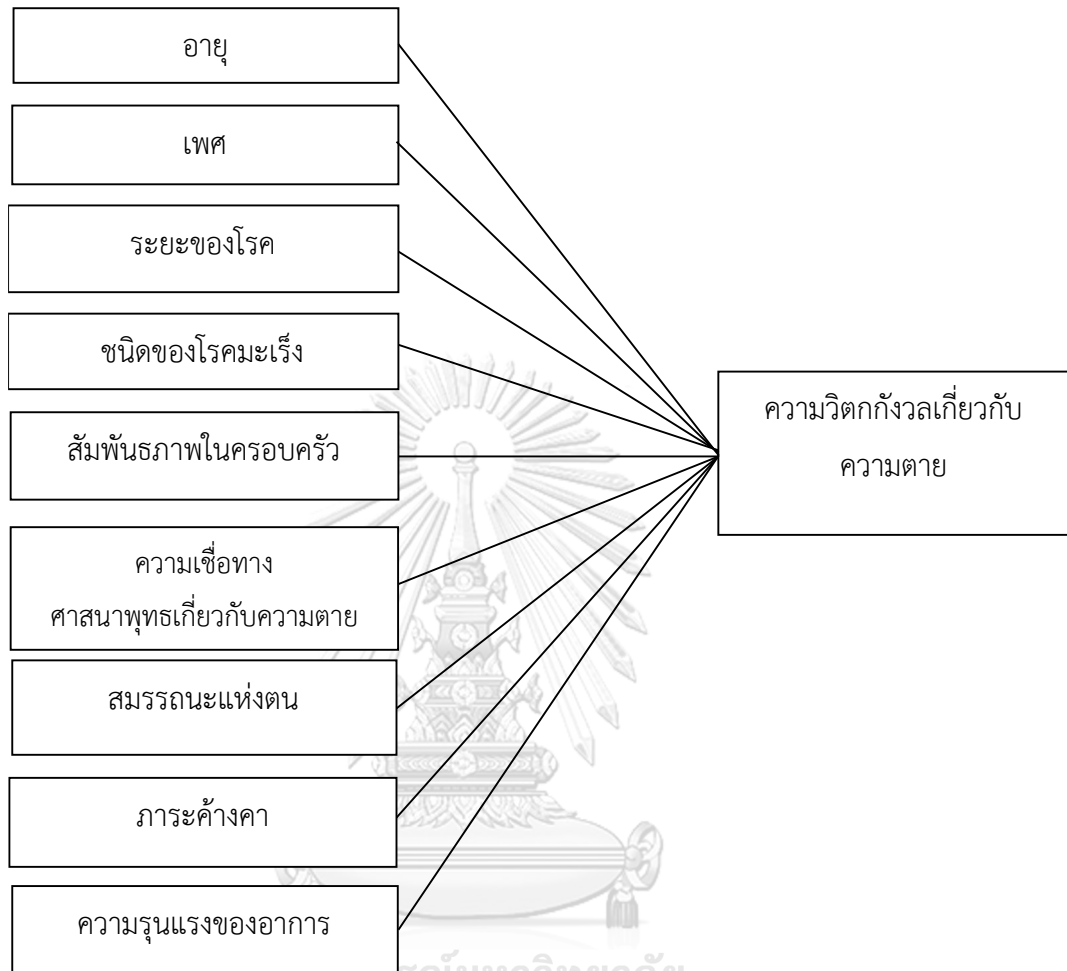 อายุ
เพศ
ระยะของโรค
ชนิดของโรคมะเร็ง
สัมพันธภาพในครอบครัว
ความเชื่อทาง
ศาสนาพุทธเกี่ยวกับความตาย
สมรรถนะแห่งตน
ภาระค้างคา
ความรุนแรงของอาการ
ความวิตกกังวลเกี่ยวกับ
ความตาย